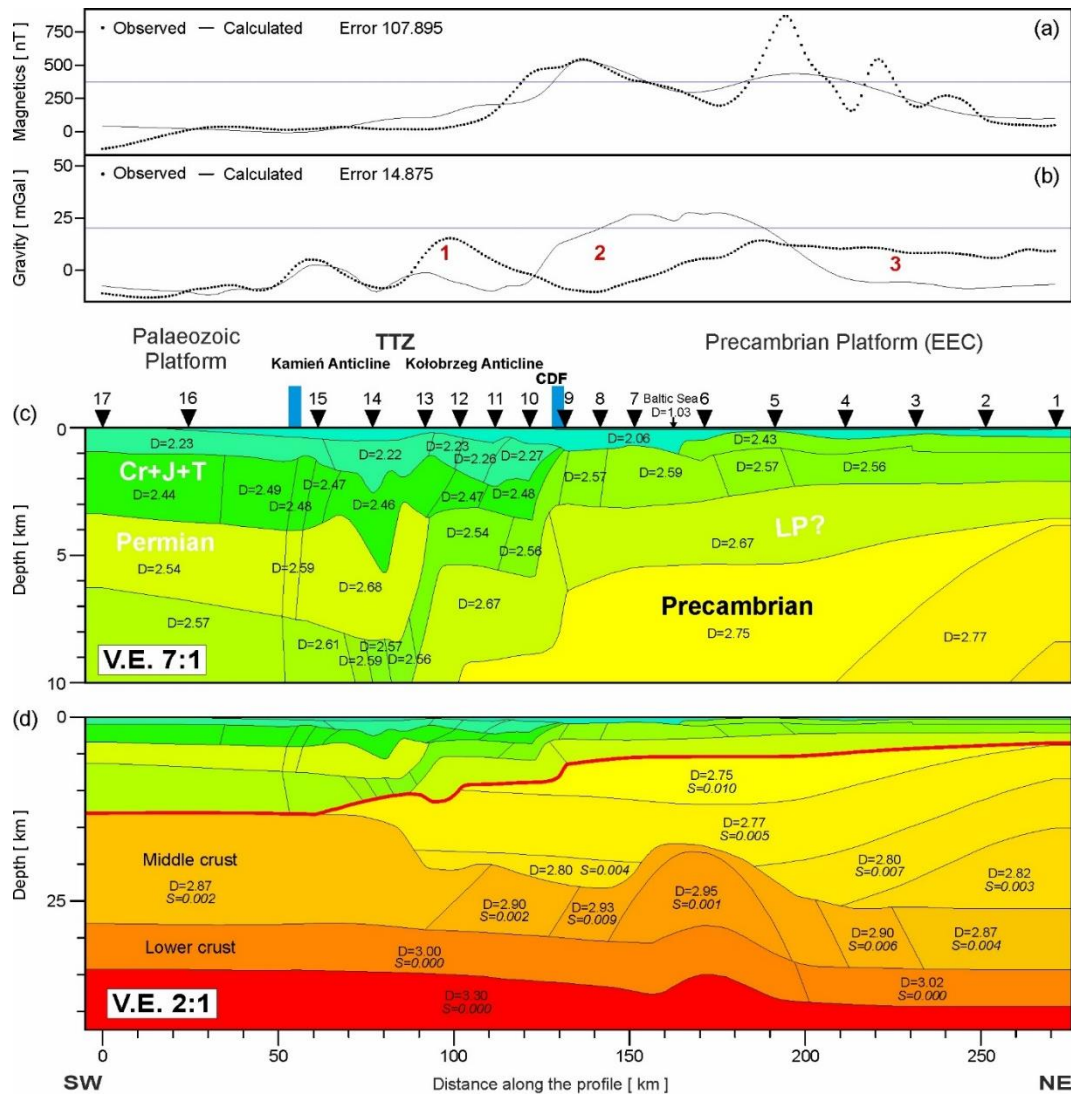 (a)
• Observed — Calculated Error 107.895
Magnetics [ nT ]
750
500
250
0
(b)
• Observed — Calculated Error 14.875
Gravity [ mGal ]
50
25
0
1
2
3
Palaeozoic
Platform
TTZ
Precambrian Platform (EEC)
Kamień Anticline
Kołobrzeg Anticline
CDF
17 16 15 14 13 12 11 10 9 8 7 6 5 4 3 2 1
Baltic Sea
D=1.03
(c)
Depth [ km ]
0
5
10
D=2.23
D=2.22
D=2.23
D=2.26
D=2.27
D=2.06
D=2.43
Cr+J+T
D=2.44
D=2.49
D=2.48
D=2.47
D=2.46
D=2.47
D=2.48
D=2.57
D=2.59
D=2.57
D=2.56
Permian
D=2.54
D=2.59
D=2.68
D=2.54
D=2.56
D=2.67
LP?
D=2.67
D=2.57
D=2.61
D=2.59
D=2.57
D=2.56
Precambrian
D=2.75
D=2.77
V.E. 7:1
(d)
Depth [ km ]
0
25
D=2.75
S=0.010
D=2.77
S=0.005
D=2.80 S=0.004
D=2.80
S=0.007
D=2.82
S=0.003
Middle crust
D=2.87
S=0.002
D=2.90
S=0.002
D=2.93
S=0.009
D=2.95
S=0.001
D=2.90
S=0.006
D=2.87
S=0.004
Lower crust
D=3.00
S=0.000
D=3.02
S=0.000
D=3.30
S=0.000
V.E. 2:1
0 50 100 150 200 250
SW
Distance along the profile [ km ]
NE